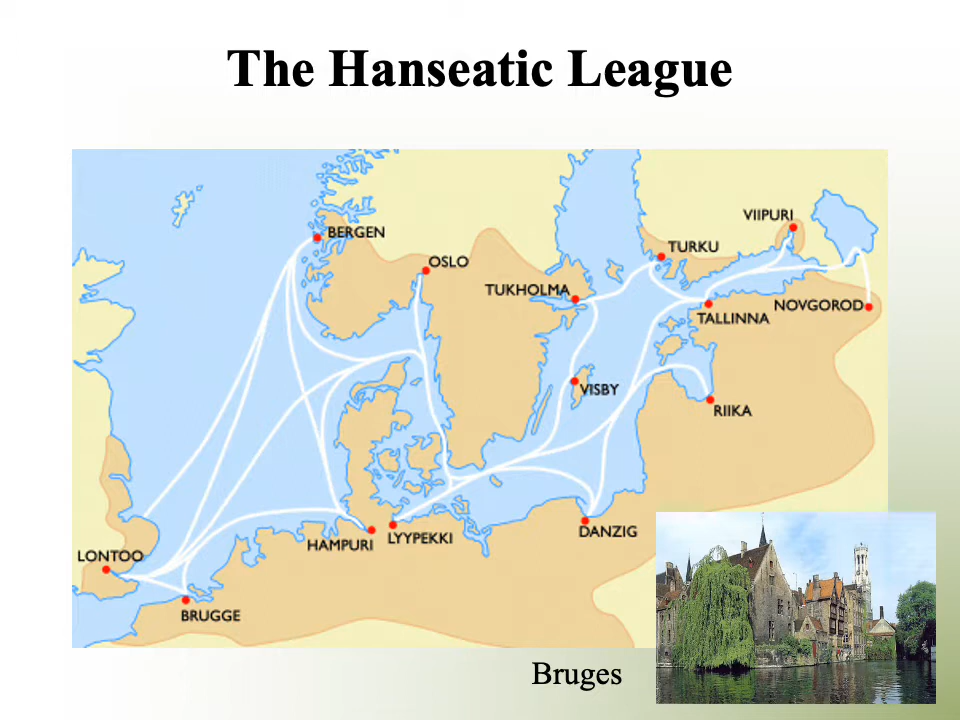 The Hanseatic League
VIIPURI
BERGEN
TURKU
OSLO
TUKHOLMA
NOVGOROD
TALLINNA
VISBY
RIIKA
DANZIG
LYYPEKKI
HAMPURI
LONTOO
BRUGGE
Bruges